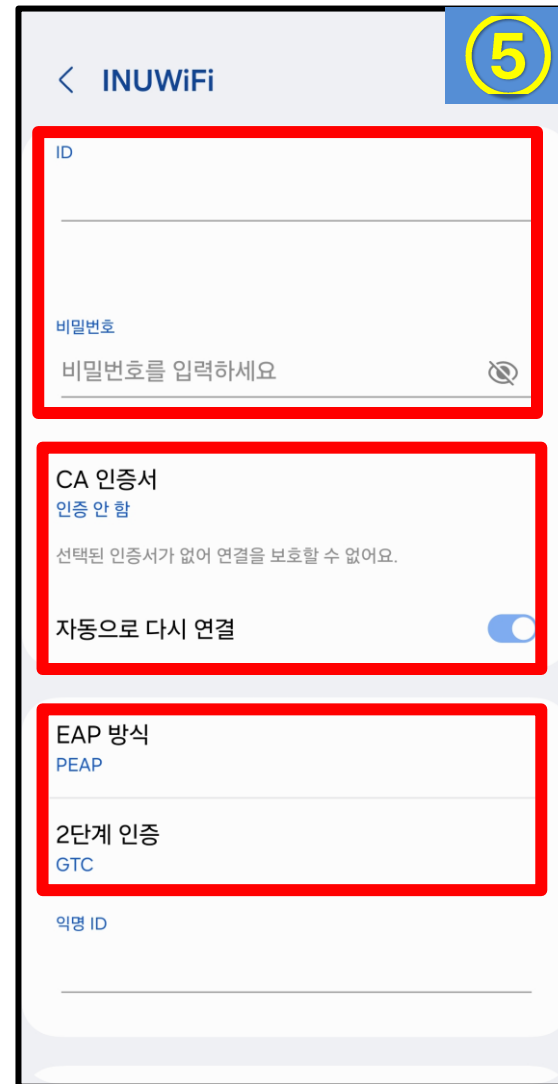 ⑤
INUWiFi
ID
비밀번호
비밀번호를 입력하세요
CA 인증서
인증 안 함
선택된 인증서가 없어 연결을 보호할 수 없어요.
자동으로 다시 연결
EAP 방식
PEAP
2단계 인증
GTC
익명 ID